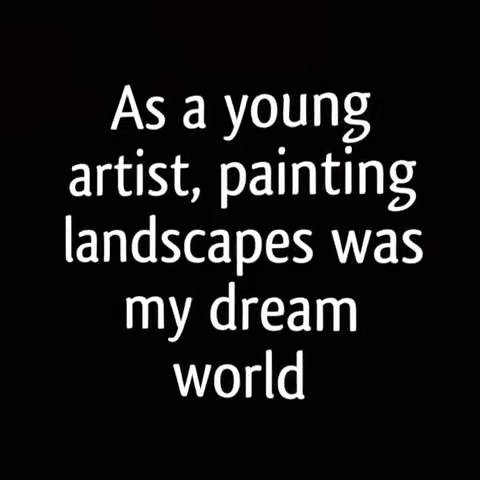 As a young
artist, painting
landscapes was
my dream
world